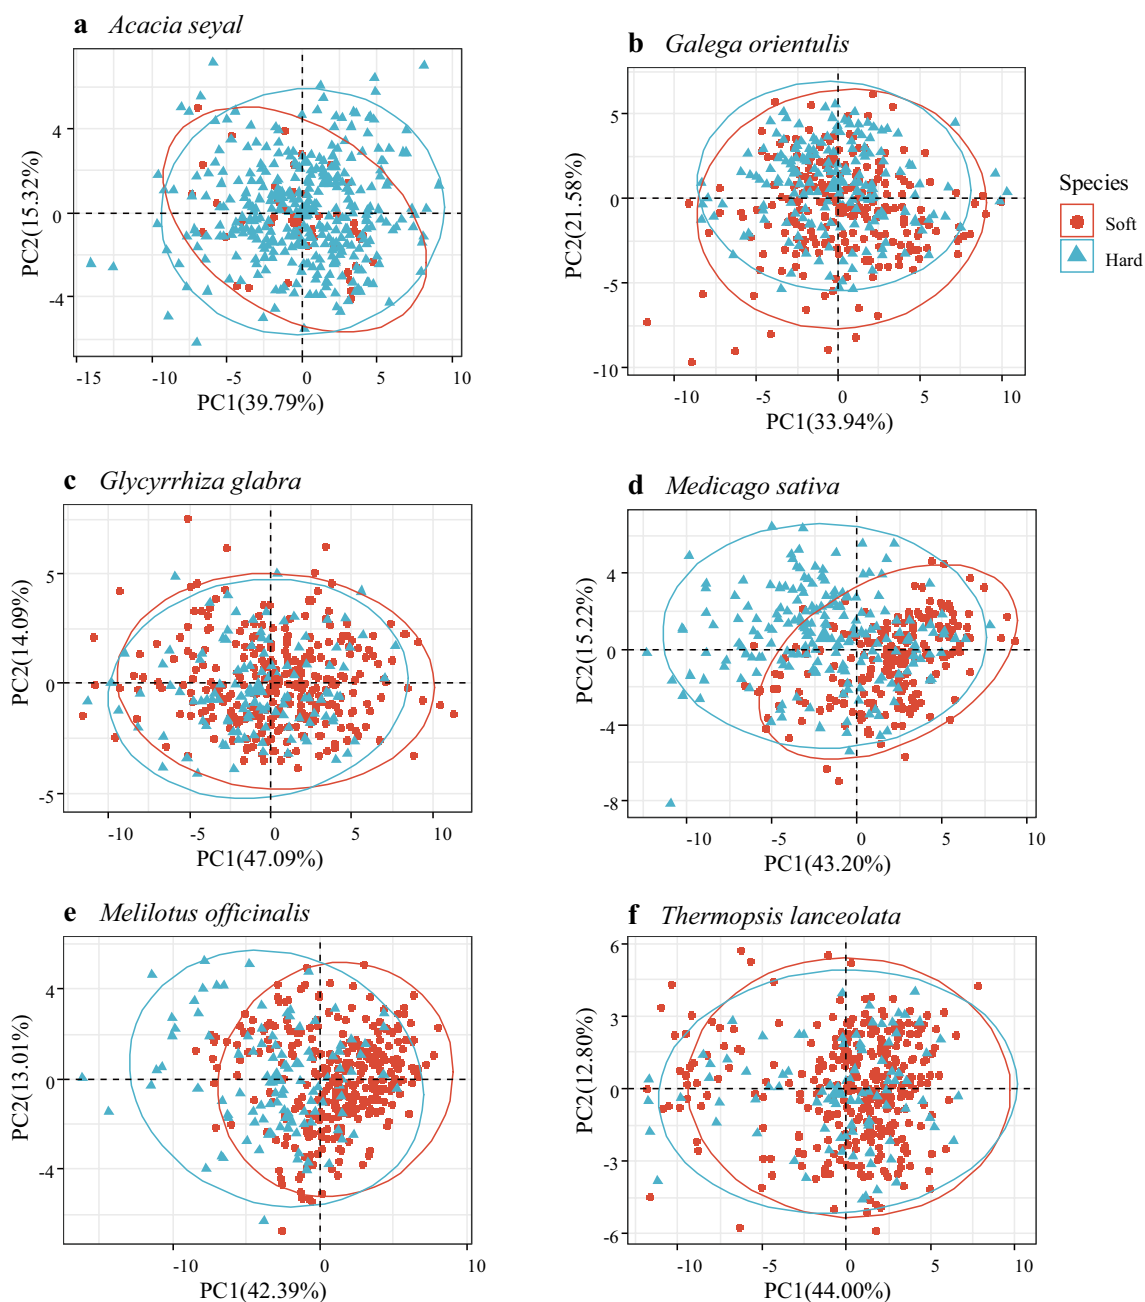 a Acacia seyal
PC2(15.32%)
4
0
-4
-15
-10
-5
0
5
10
PC1(39.79%)
b Galega orientulis
PC2(21.58%)
5
0
-5
-10
-10
-5
0
5
10
PC1(33.94%)
Species
Soft
Hard
c Glycyrrhiza glabra
PC2((14.09%)
5
0
-5
-10
-5
0
5
10
PC1(47.09%)
d Medicago sativa
PC2(15.22%)
4
0
-4
-8
-10
-5
0
5
10
PC1(43.20%)
e Melilotus officinalis
PC2((13.01%)
4
0
-4
-10
0
10
PC1(42.39%)
f Thermopsis lanceolata
PC2(12.80%)
6
3
0
-3
-6
-10
-5
0
5
10
PC1(44.00%)